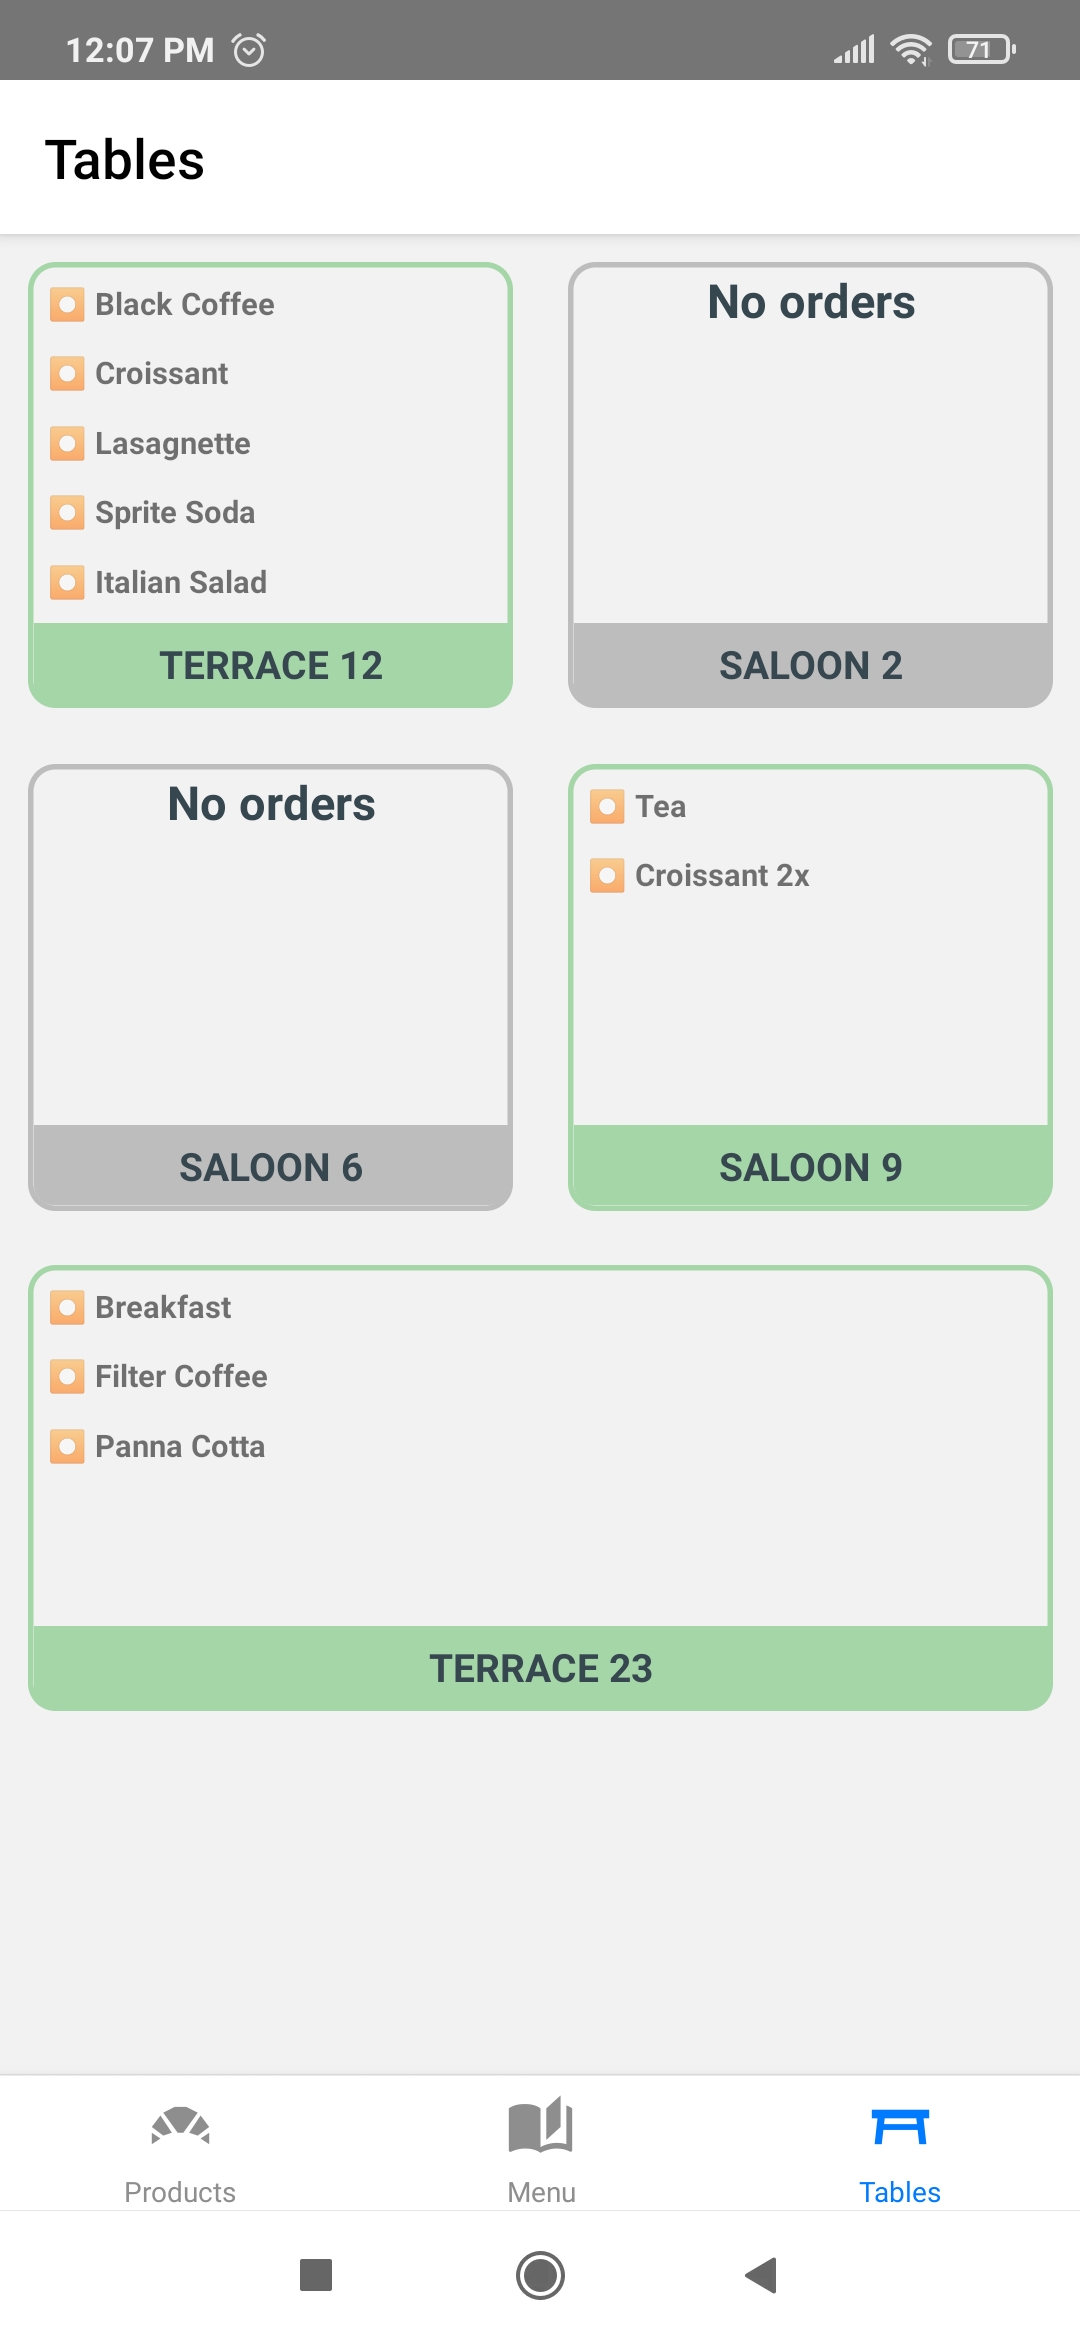 12:07 PM
71
Tables
Black Coffee
Croissant
Lasagnette
Sprite Soda
Italian Salad
TERRACE 12
No orders
SALOON 2
No orders
SALOON 6
Tea
Croissant 2x
SALOON 9
Breakfast
Filter Coffee
Panna Cotta
TERRACE 23
Products
Menu
Tables